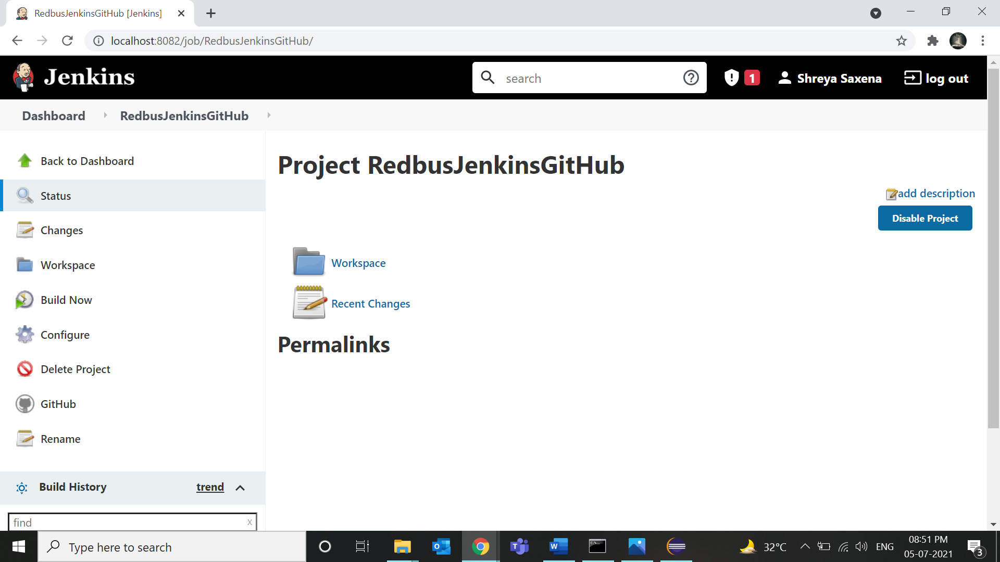 RedbusJenkinsGitHub [Jenkins]
localhost:8082/job/RedbusJenkinsGitHub/
Jenkins
search
1
Shreya Saxena
log out
Dashboard
RedbusJenkinsGitHub
Back to Dashboard
Status
Changes
Workspace
Build Now
Configure
Delete Project
GitHub
Rename
Build History
trend
find
x
Project RedbusJenkinsGitHub
add description
Disable Project
Workspace
Recent Changes
Permalinks
Type here to search
32°C
ENG
08:51 PM
05-07-2021
3